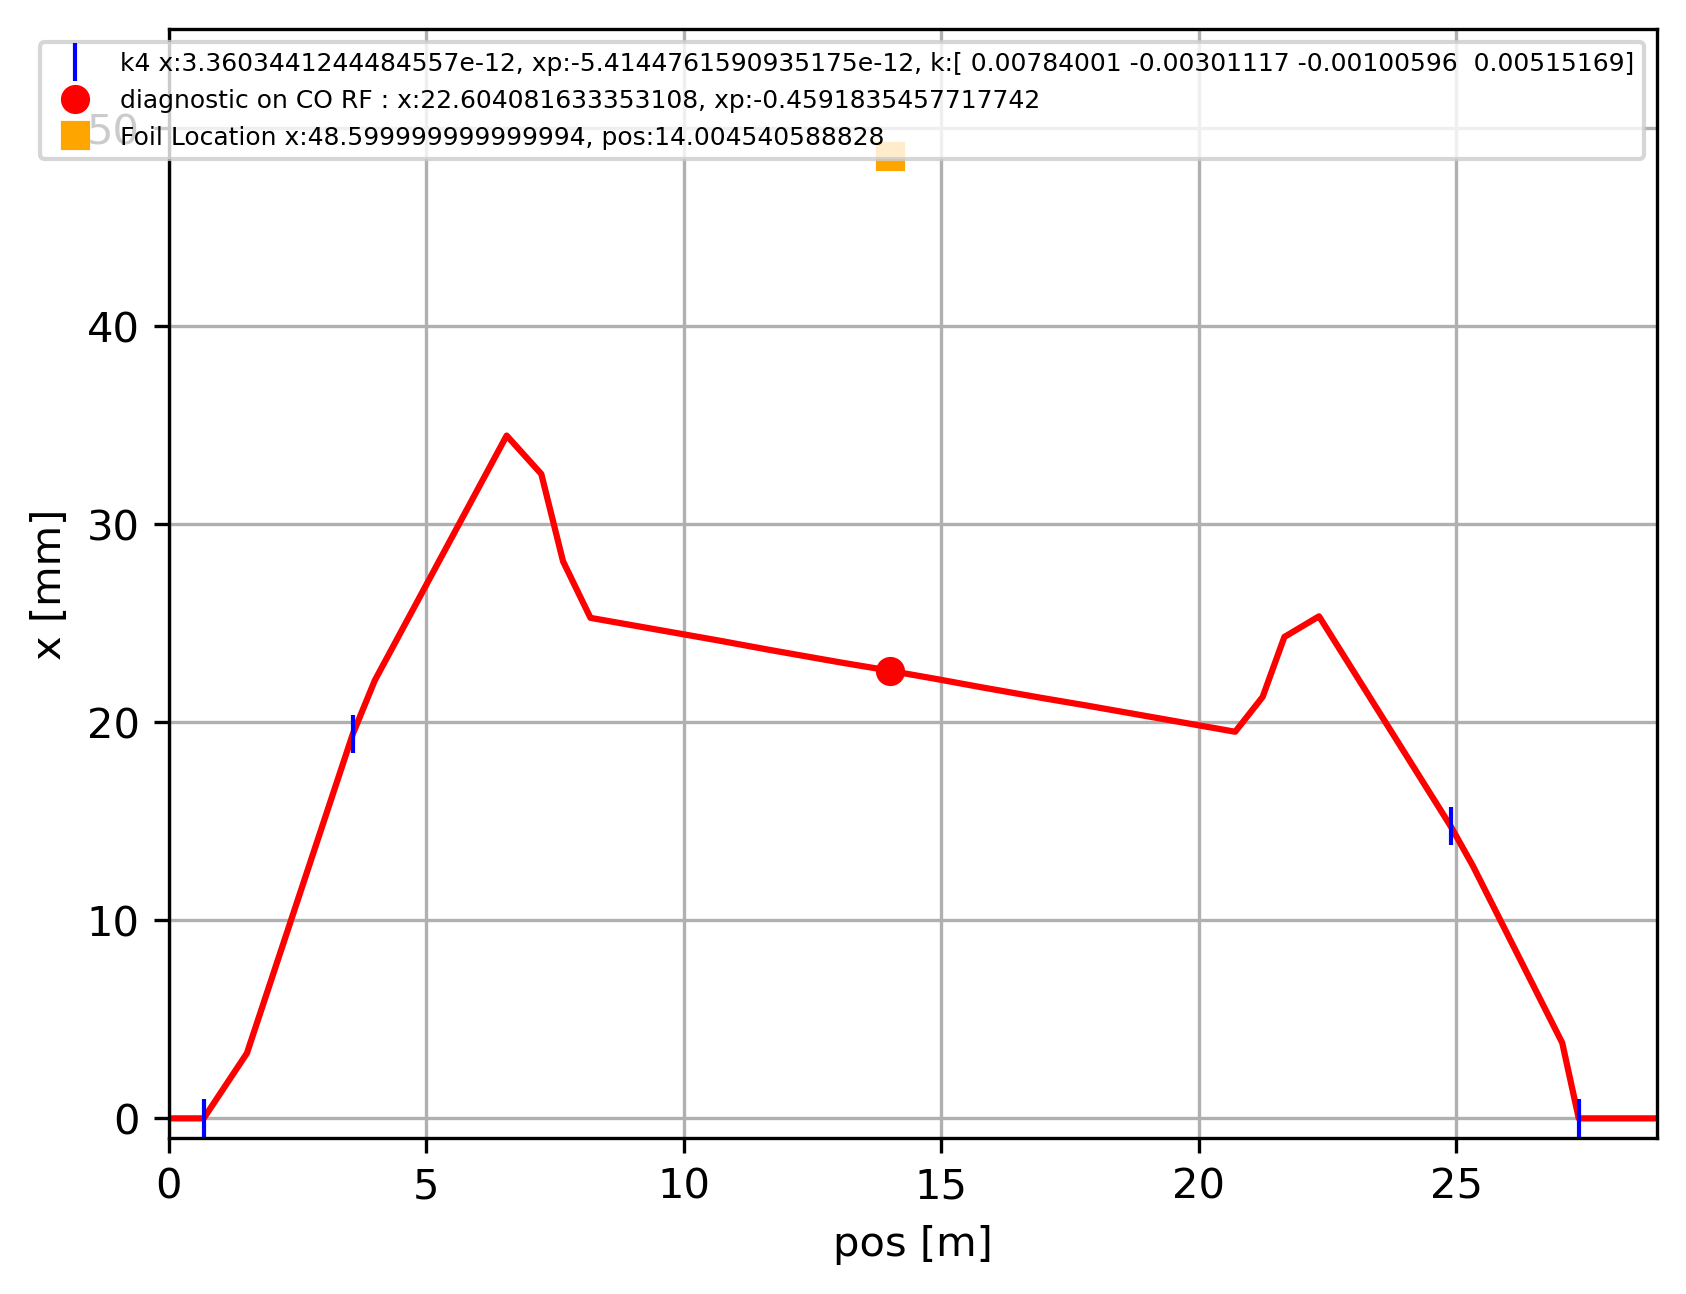 k4 x:3.3603441244484557e-12, xp:-5.4144761590935175e-12, k:[ 0.00784001 -0.00301117 -0.00100596  0.00515169]
diagnostic on CO RF : x:22.604081633353108, xp:-0.4591835457717742
Foil Location x:48.599999999999994, pos:14.004540588828
50
40
30
20
10
0
x [mm]
0 5 10 15 20 25
pos [m]